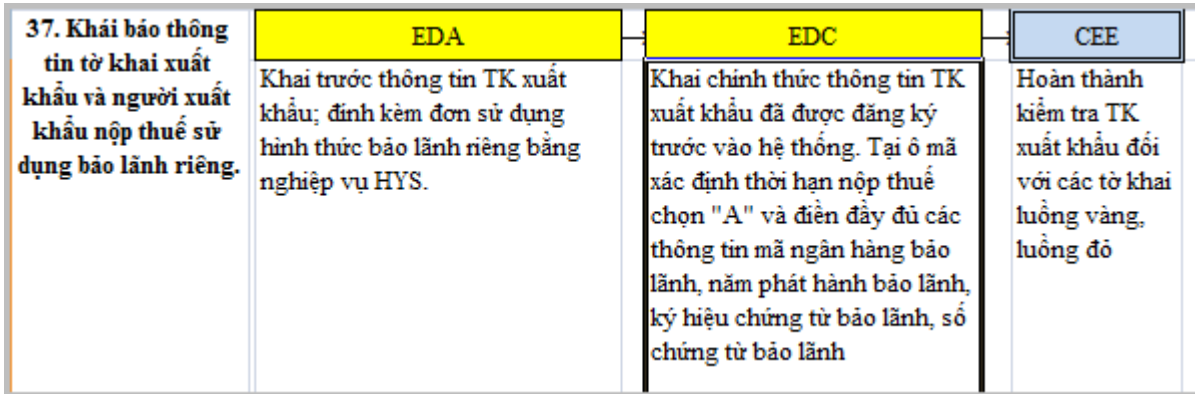 37. Khái báo thông
tin tờ khai xuất
khẩu và người xuất
khẩu nộp thuế sử
dụng bảo lãnh riêng.
EDA
Khai trước thông tin TK xuất
khẩu; đính kèm đơn sử dụng
hình thức bảo lãnh riêng bằng
nghiệp vụ HYS.
EDC
Khai chính thức thông tin TK
xuất khẩu đã được đăng ký
trước vào hệ thống. Tại ô mã
xác định thời hạn nộp thuế
chọn "A" và điền đầy đủ các
thông tin mã ngân hàng bảo
lãnh, năm phát hành bảo lãnh,
ký hiệu chứng từ bảo lãnh, số
chứng từ bảo lãnh
CEE
Hoàn thành
kiểm tra TK
xuất khẩu đối
với các tờ khai
luồng vàng,
luồng đỏ